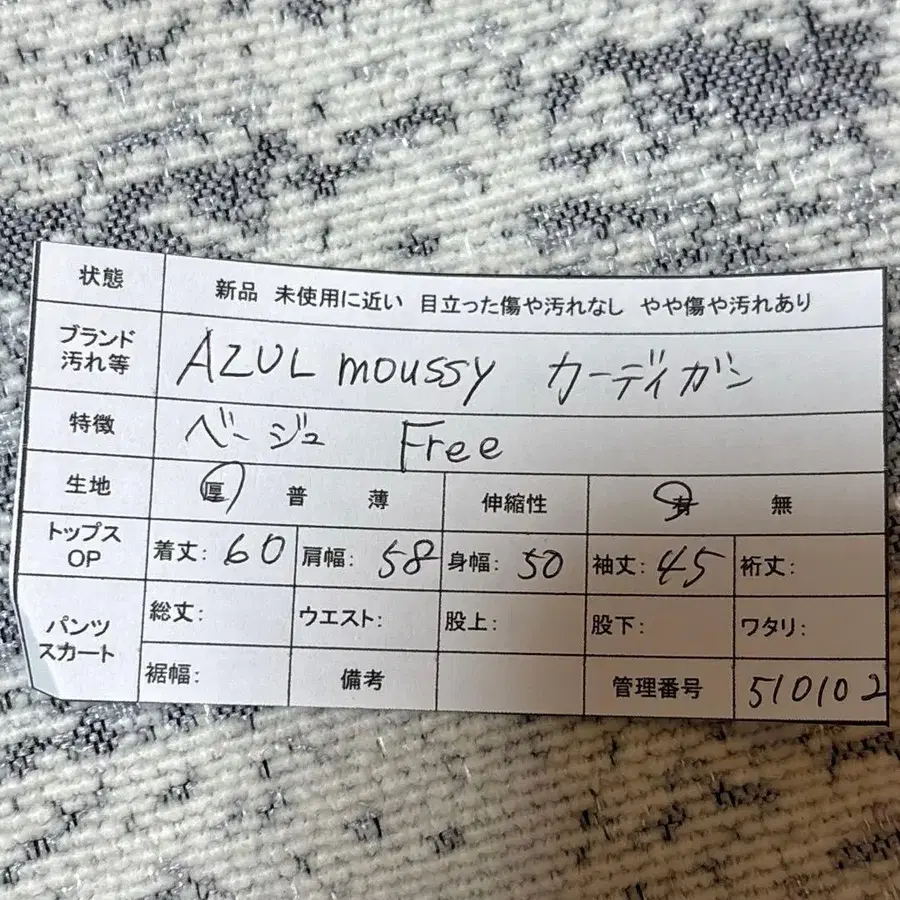 状態 新品 未使用に近い 目立った傷や汚れなし やや傷や汚れあり
ブランド
汚れ等 AZUL moussy カーディガン
特徴 ベージュ Free
生地 厚 普 薄 伸縮性 有 無
トップス
OP 着丈: 60 肩幅: 58 身幅: 50 袖丈: 45 裄丈:
パンツ
スカート
総丈: ウエスト: 股上: 股下: ワタリ:
裾幅: 備考 管理番号 510102